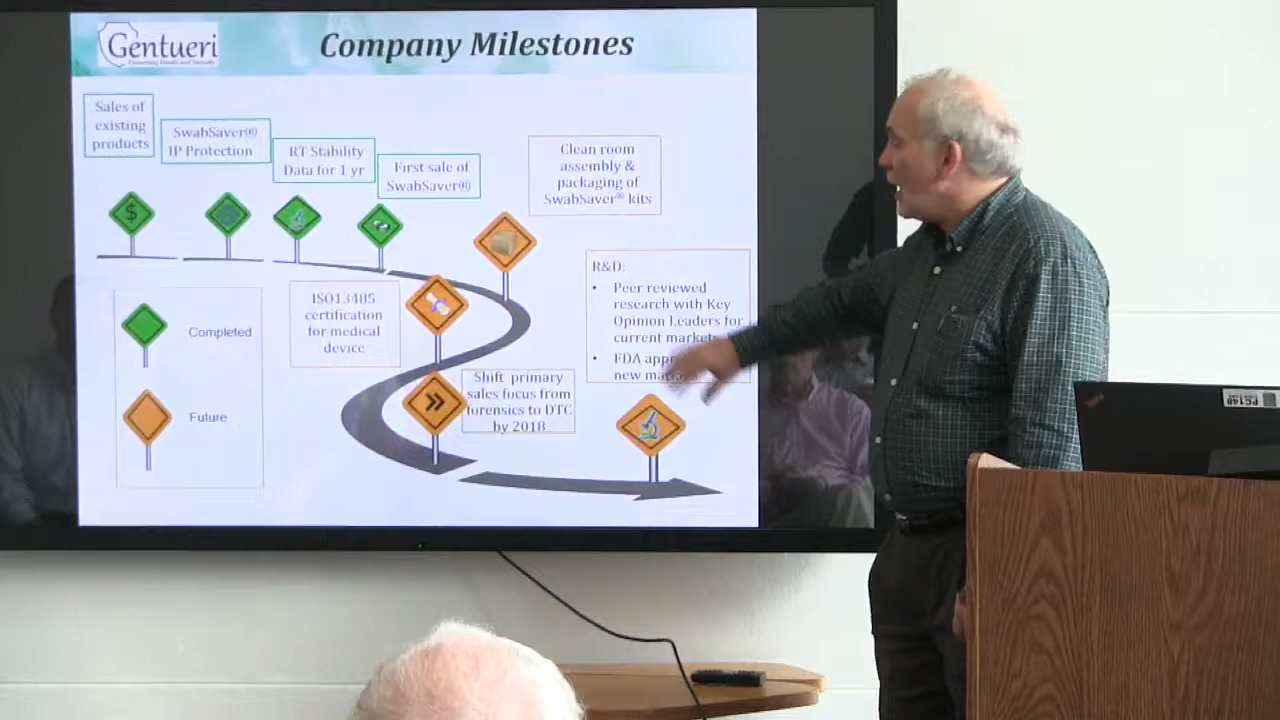 Gentueri
Company Milestones
Sales of
existing
products
SwabSaver®
IP Protection
RT Stability
Data for 1 yr
First sale of
SwabSaver®
Clean room
assembly &
packaging of
SwabSaver® kits
$
R&D:
• Peer reviewed
research with Key
Opinion Leaders for
current market
• FDA
new
ISO13485
certification
for medical
device
Completed
Shift primary
sales focus from
forensics to DTC
by 2018
Future